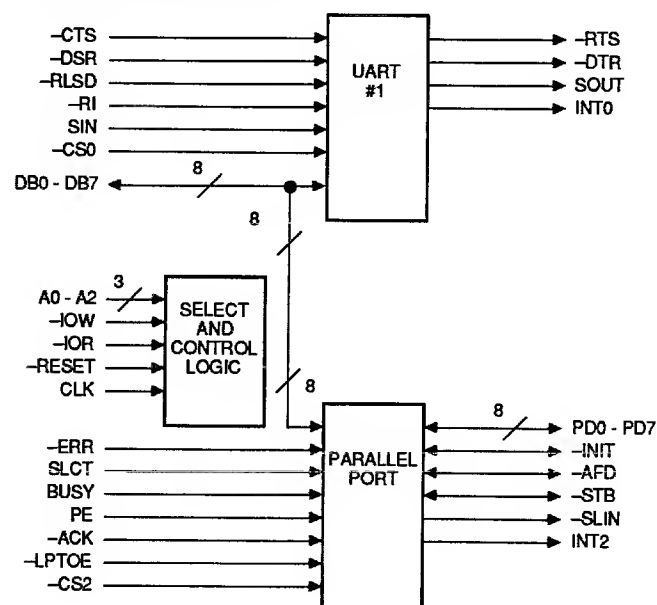 –CTS
–DSR
–RLSD
–RI
SIN
–CS0
DB0 - DB7
8
8
UART
#1
–RTS
–DTR
SOUT
INT0
A0 - A2
3
–IOW
–IOR
–RESET
CLK
SELECT
AND
CONTROL
LOGIC
8
–ERR
SLCT
BUSY
PE
–ACK
–LPTOE
–CS2
PARALLEL
PORT
8
PD0 - PD7
–INIT
–AFD
–STB
–SLIN
INT2